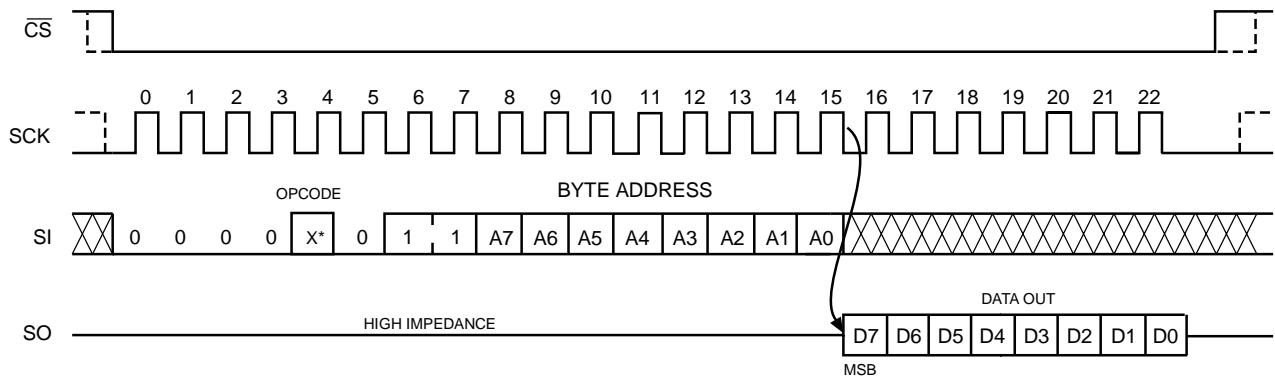 CS
0 1 2 3 4 5 6 7 8 9 10 11 12 13 14 15 16 17 18 19 20 21 22
SCK
OPCODE
BYTE ADDRESS
SI 0 0 0 0 X* 0 1 1 A7 A6 A5 A4 A3 A2 A1 A0
DATA OUT
HIGH IMPEDANCE
SO D7 D6 D5 D4 D3 D2 D1 D0
MSB